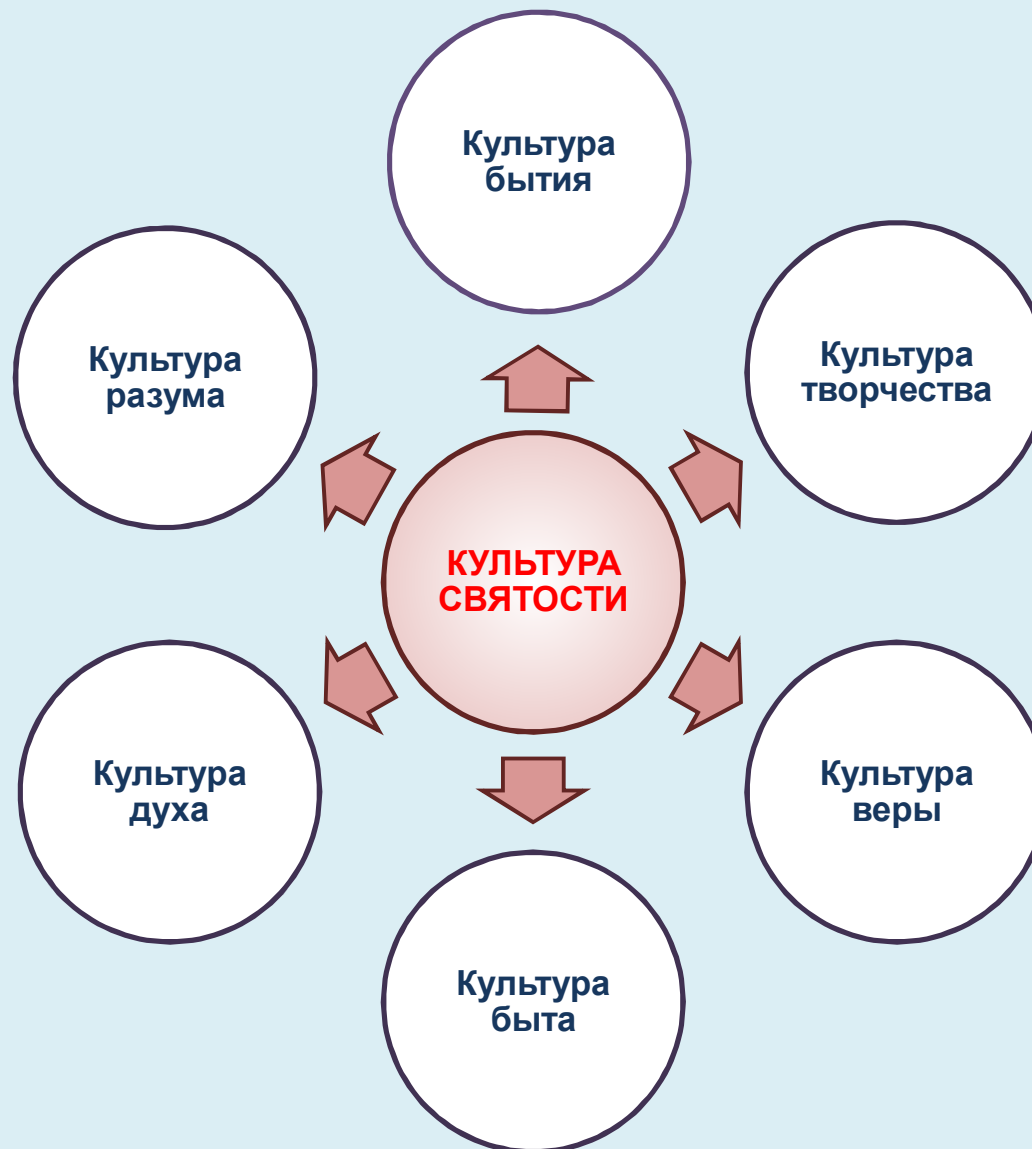 Культура
бытия
Культура
разума
Культура
творчества
КУЛЬТУРА
СВЯТОСТИ
Культура
духа
Культура
веры
Культура
быта